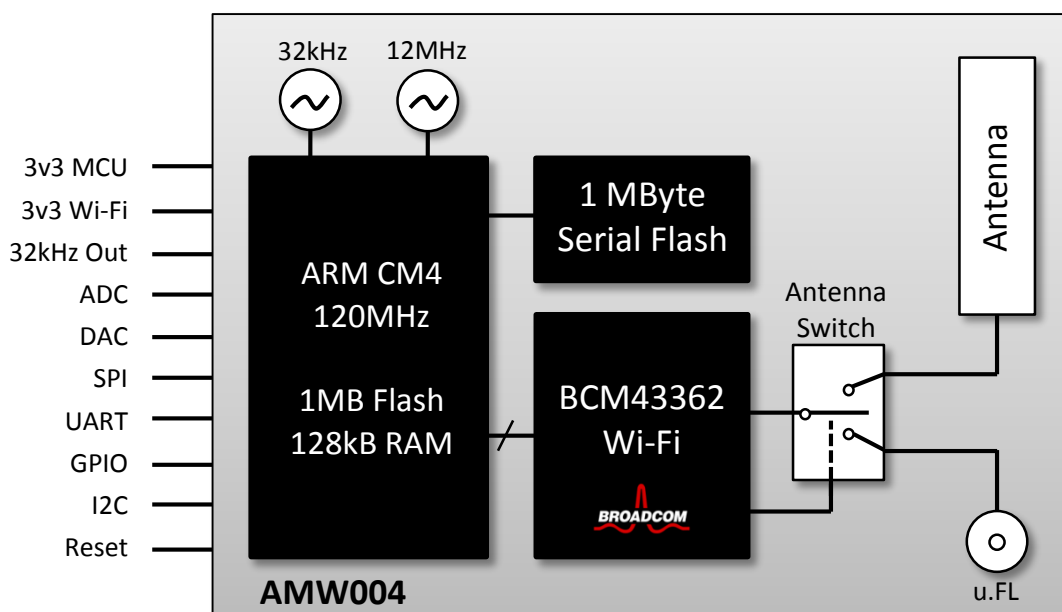 32kHz
12MHz
3v3 MCU
3v3 Wi-Fi
32kHz Out
ADC
DAC
SPI
UART
GPIO
I2C
Reset
ARM CM4
120MHz
1MB Flash
128kB RAM
1 MByte
Serial Flash
BCM43362
Wi-Fi
BROADCOM
Antenna
Switch
Antenna
u.FL
AMW004